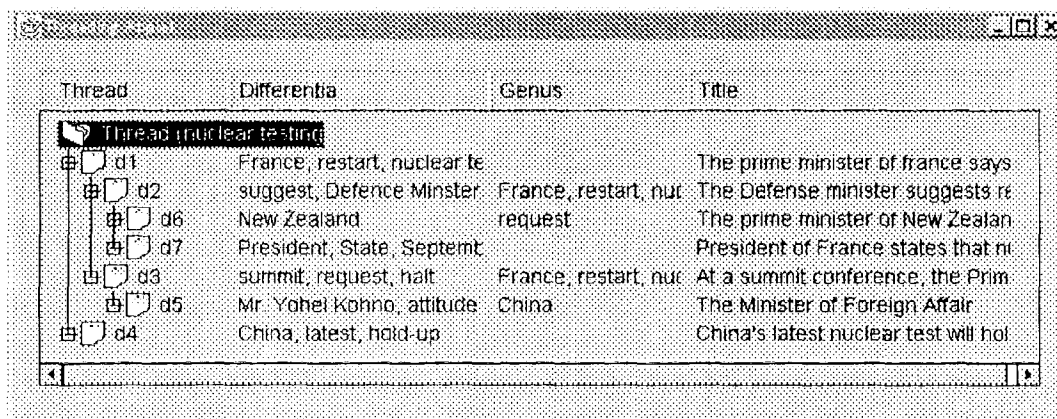 Thread Differentia Genus Title
Thread (nuclear testing
d1 France, restart, nuclear te The prime minister of france says
d2 suggest, Defence Minster France, restart, nuc The Defense minister suggests re
d6 New Zealand request The prime minister of New Zealan
d7 President, State, Septemb President of France states that nu
d3 summit, request, halt France, restart, nuc At a summit conference, the Prim
d5 Mr. Yohei Kohno, attitude China The Minister of Foreign Affair
d4 China, latest, hold-up China's latest nuclear test will hol